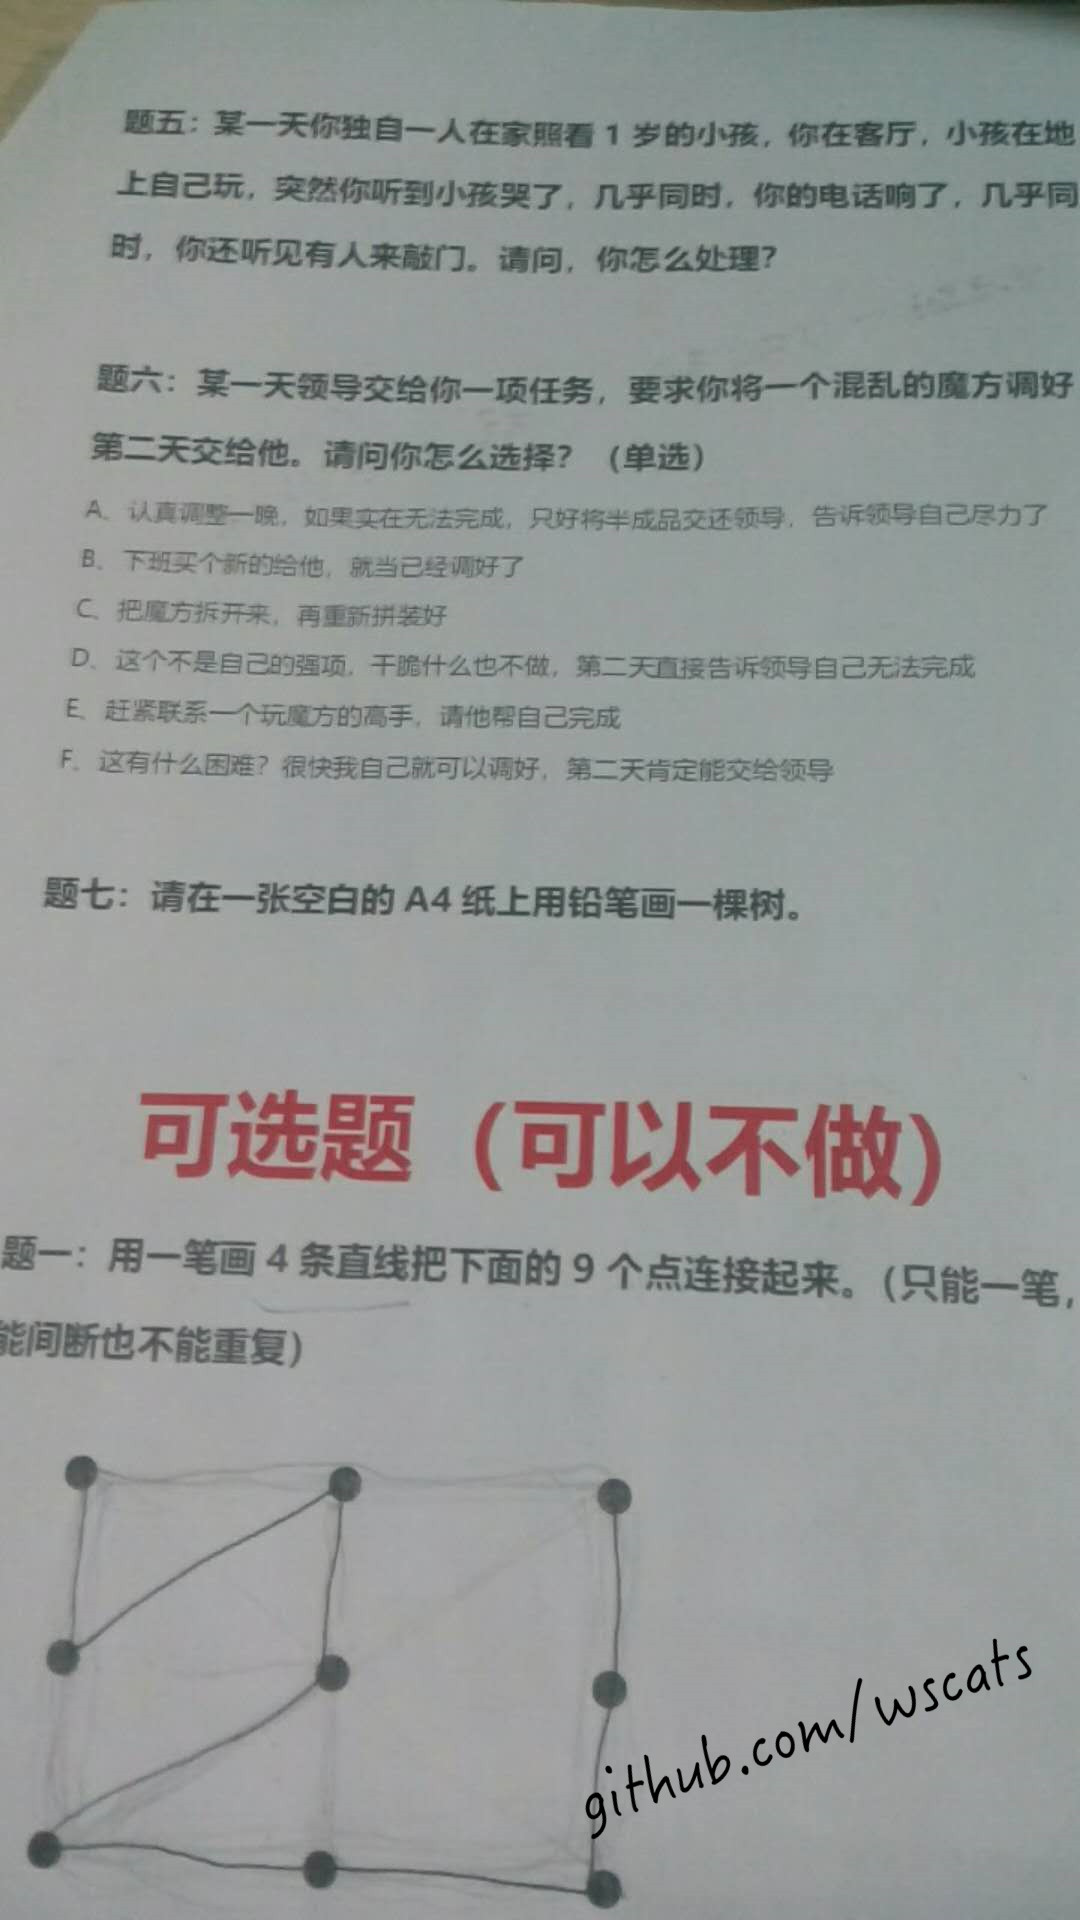 题五：某一天你独自一人在家照看 1 岁的小孩，你在客厅，小孩在地
上自己玩，突然你听到小孩哭了，几乎同时，你的电话响了，几乎同
时，你还听见有人来敲门。请问，你怎么处理？
题六：某一天领导交给你一项任务，要求你将一个混乱的魔方调好
第二天交给他。请问你怎么选择？（单选）
A、认真调整一晚，如果实在无法完成，只好将半成品交还领导，告诉领导自己尽力了
B、下班买个新的给他，就当已经调好了
C、把魔方拆开来，再重新拼装好
D、这个不是自己的强项，干脆什么也不做，第二天直接告诉领导自己无法完成
E、赶紧联系一个玩魔方的高手，请他帮自己完成
F、这有什么困难？很快我自己就可以调好，第二天肯定能交给领导
题七：请在一张空白的 A4 纸上用铅笔画一棵树。
可选题（可以不做）
题一：用一笔画 4 条直线把下面的 9 个点连接起来。（只能一笔，
能间断也不能重复）
github.com/wscats